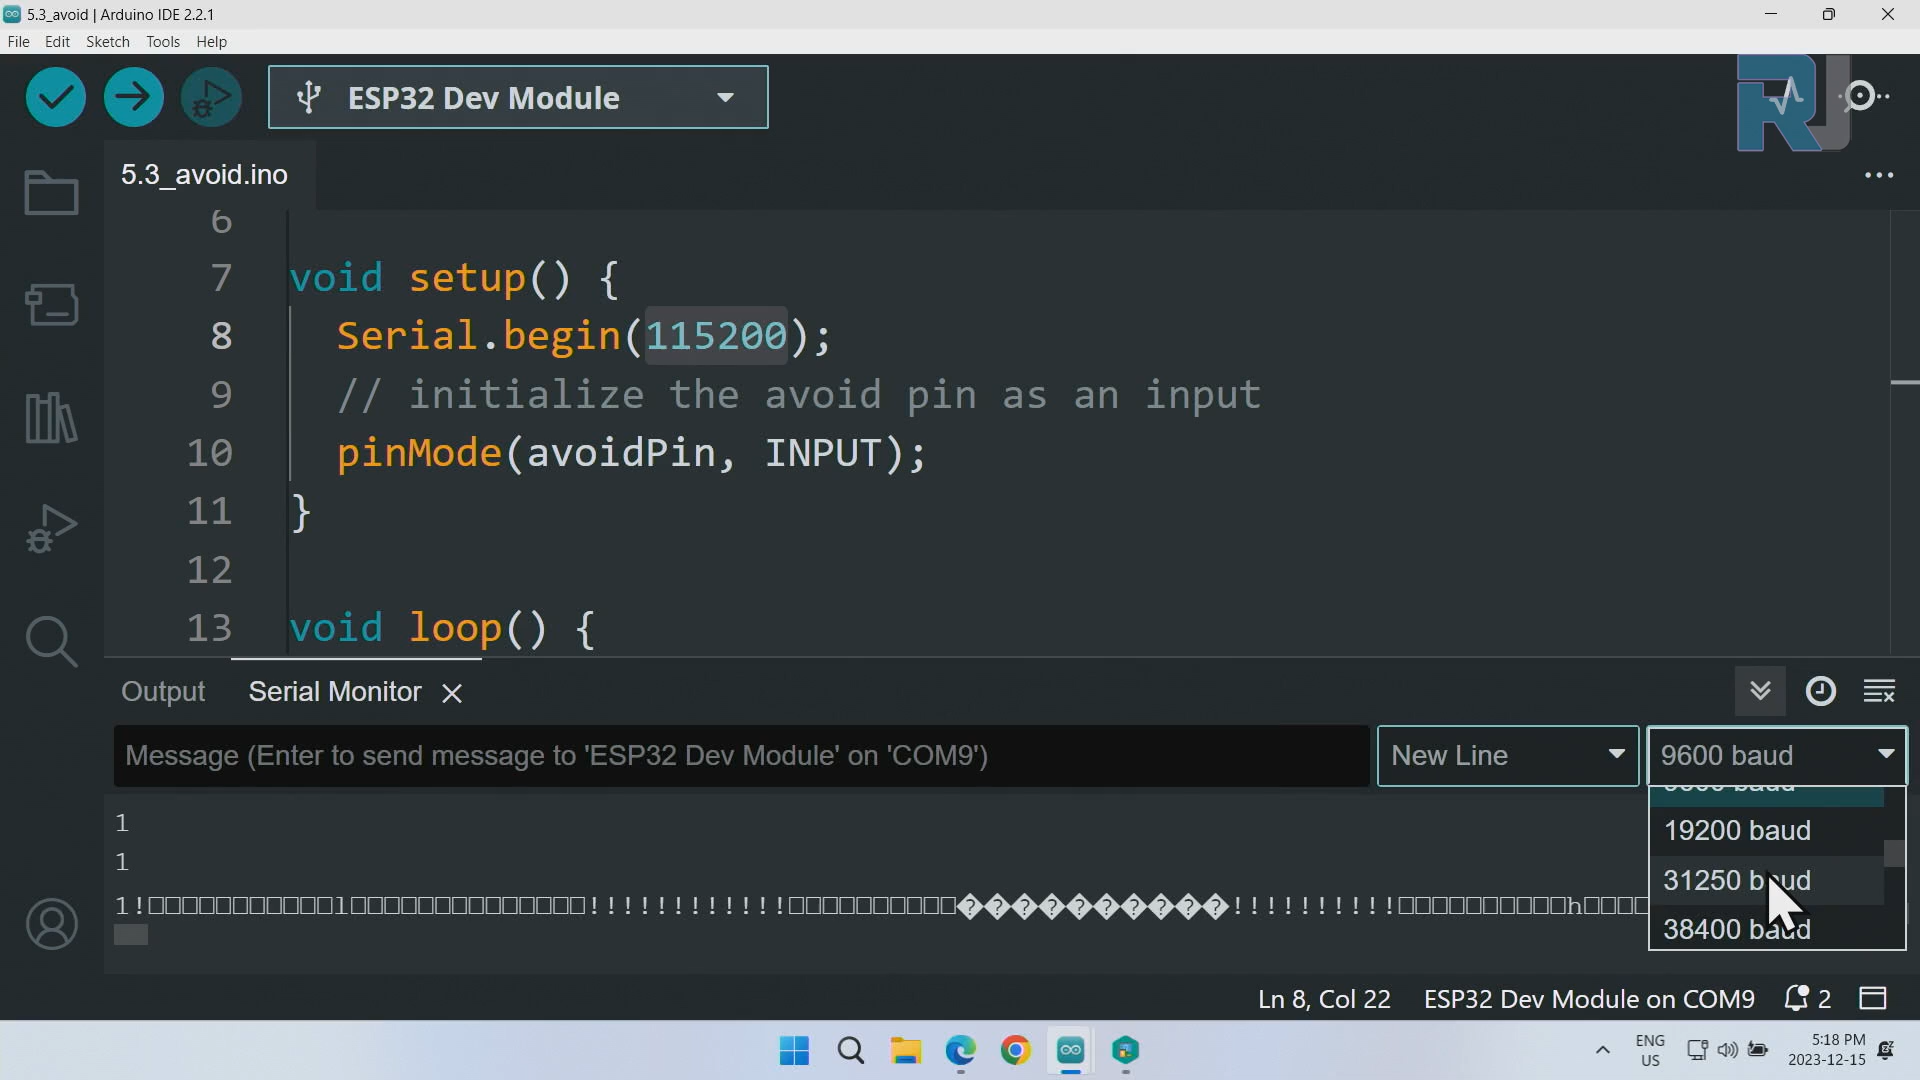 5.3_avoid | Arduino IDE 2.2.1
File Edit Sketch Tools Help
ESP32 Dev Module
RJ
5.3_avoid.ino
6
7 void setup() {
8 Serial.begin(115200);
9 // initialize the avoid pin as an input
10 pinMode(avoidPin, INPUT);
11 }
12
13 void loop() {
Output Serial Monitor
Message (Enter to send message to 'ESP32 Dev Module' on 'COM9')
New Line
9600 baud
9600 baud
19200 baud
31250 baud
38400 baud
1
1
1!□□□□□□□□□□□l□□□□□□□□□□□□□□!!!!!!!!!!!!□□□□□□□□□□����������!!!!!!!!!!□□□□□□□□□□h□□□□
Ln 8, Col 22 ESP32 Dev Module on COM9 2
ENG
US
5:18 PM
2023-12-15